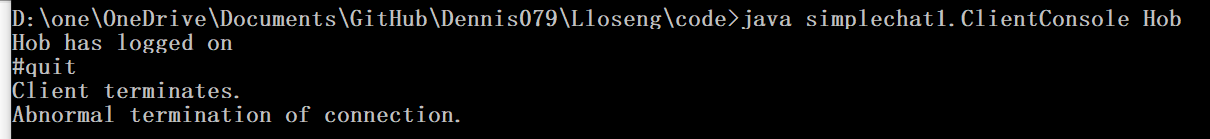 D:\one\OneDrive\Documents\GitHub\Dennis079\Lloseng\code>java simplechat1.ClientConsole Hob
Hob has logged on
#quit
Client terminates.
Abnormal termination of connection.